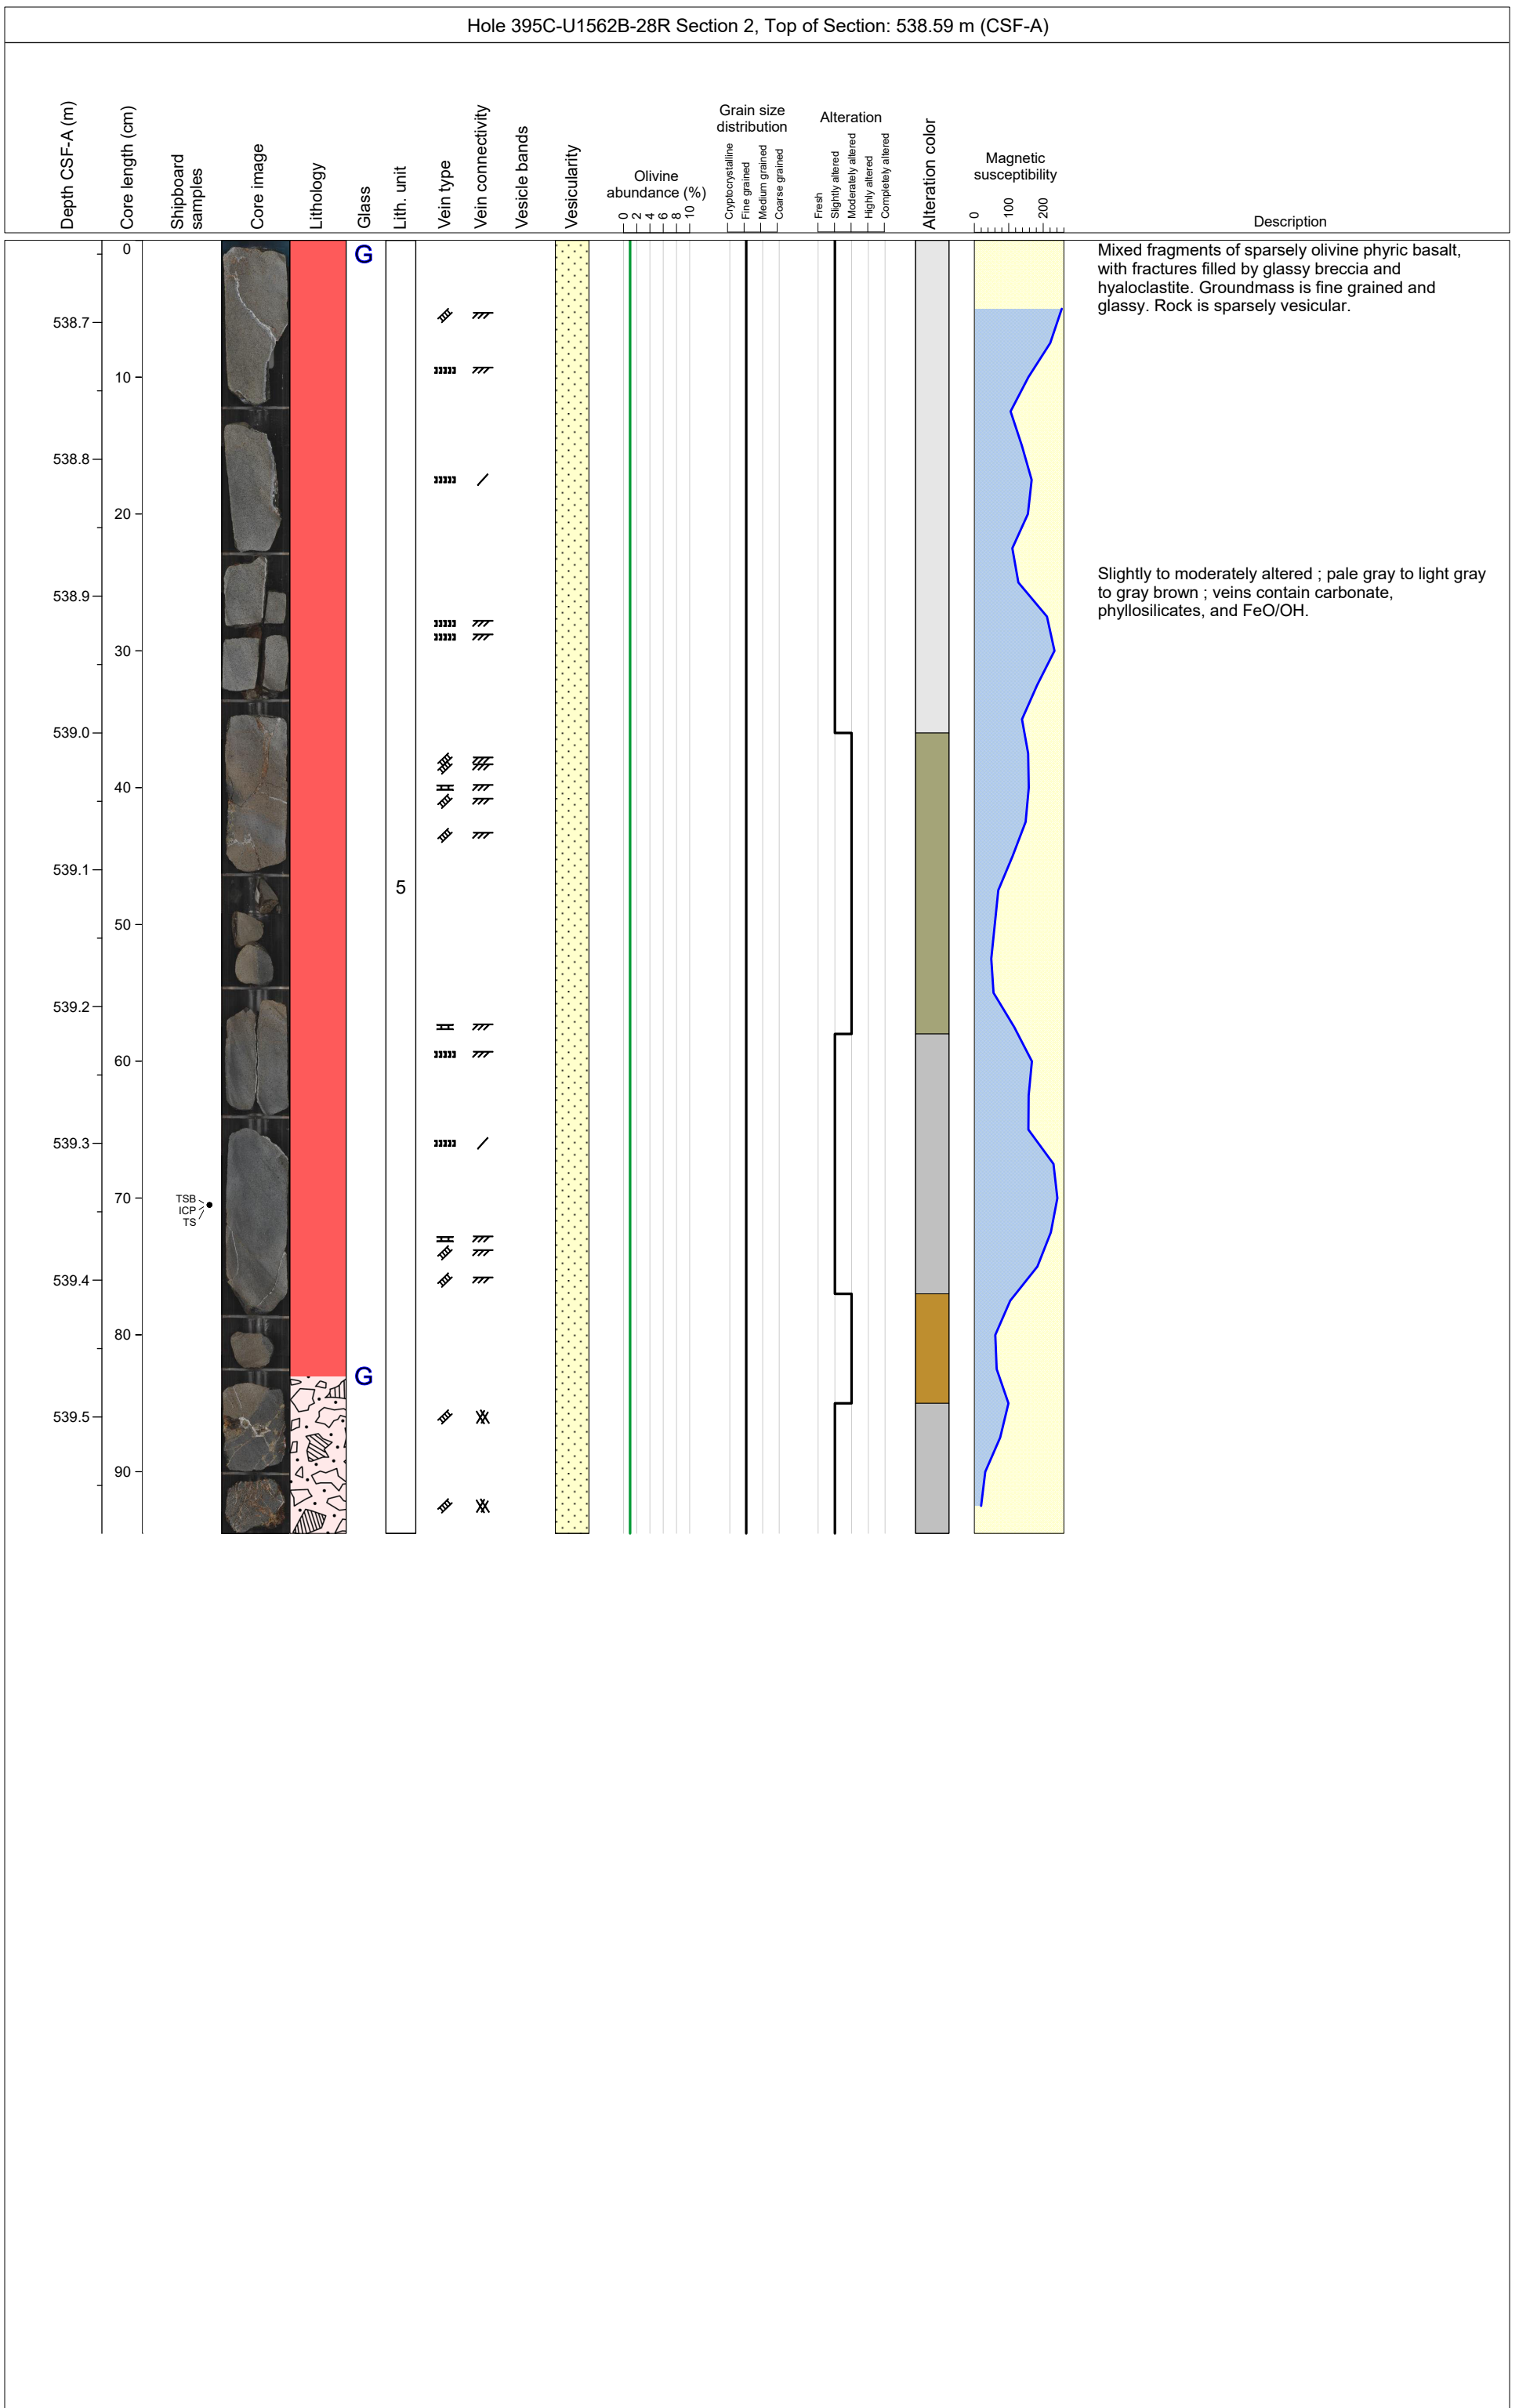 Hole 395C-U1562B-28R Section 2, Top of Section: 538.59 m (CSF-A)
Depth CSF-A (m)
Core length (cm)
Shipboard
samples
Core image
Lithology
Glass
Lith. unit
Vein type
Vein connectivity
Vesicle bands
Vesicularity
Olivine
abundance (%)
0 2 4 6 8 10
Grain size
distribution
Cryptocrystalline
Fine grained
Medium grained
Coarse grained
Alteration
Fresh
Slightly altered
Moderately altered
Highly altered
Completely altered
Alteration color
Magnetic
susceptibility
0 100 200
Description
0
G
Mixed fragments of sparsely olivine phyric basalt,
with fractures filled by glassy breccia and
hyaloclastite. Groundmass is fine grained and
glassy. Rock is sparsely vesicular.
538.7
10
538.8
20
Slightly to moderately altered ; pale gray to light gray
to gray brown ; veins contain carbonate,
phyllosilicates, and FeO/OH.
538.9
30
539.0
40
539.1
5
50
539.2
60
539.3
70
TSB
ICP
TS
539.4
80
G
539.5
90